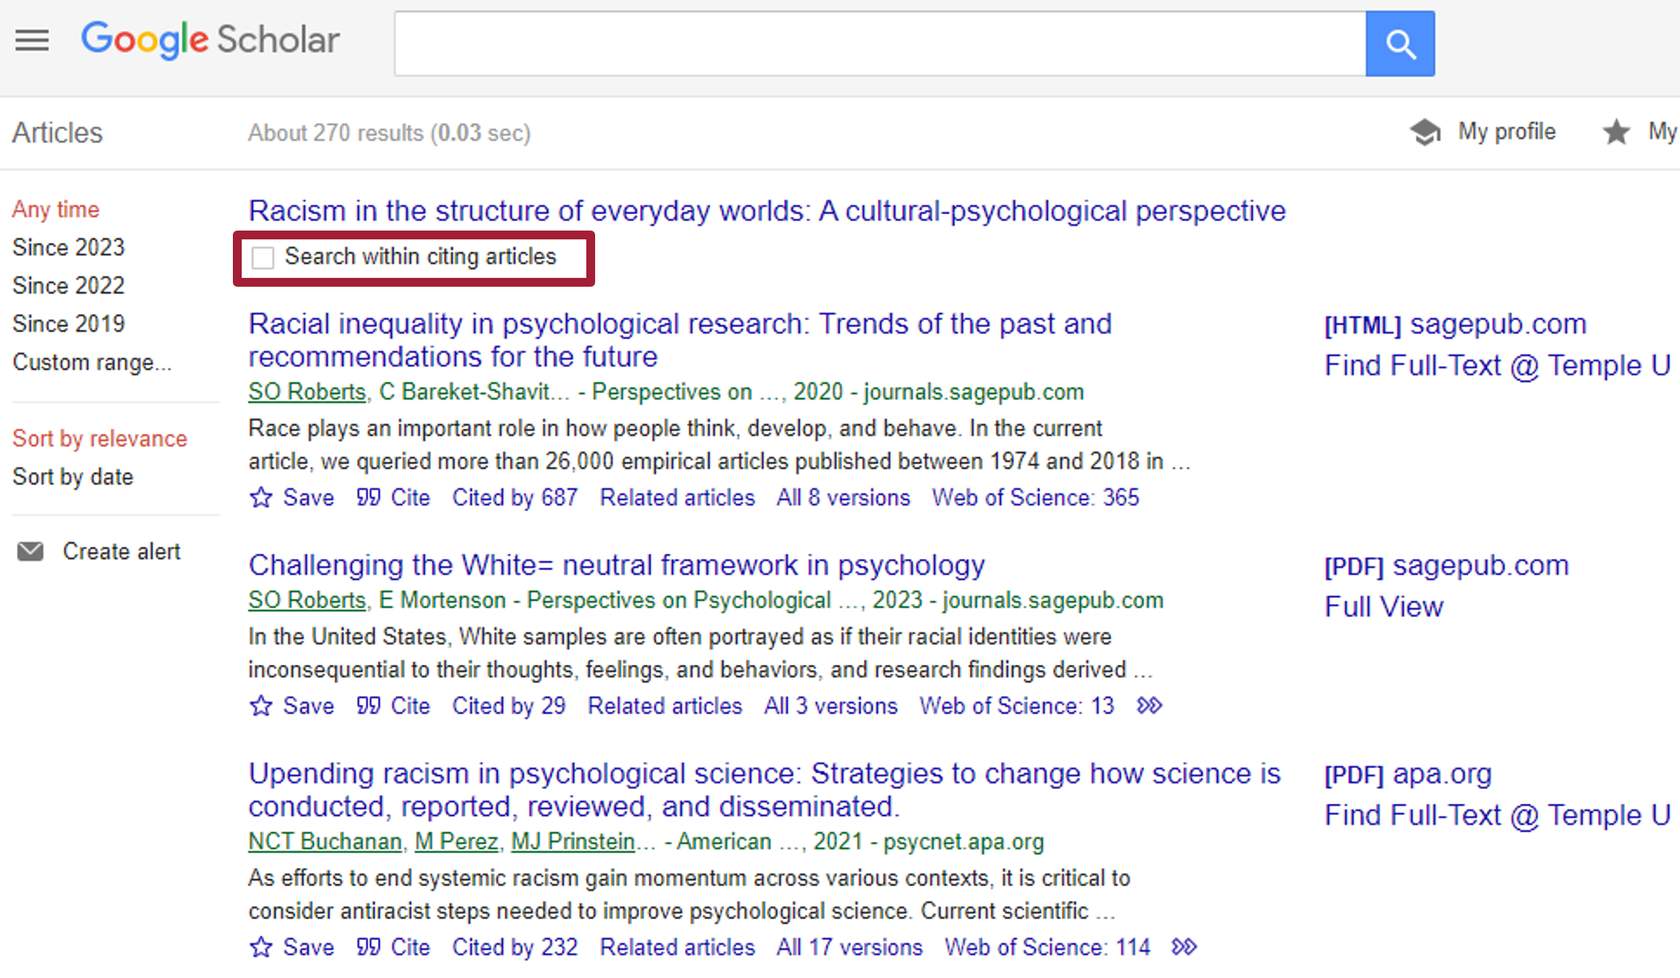 Google Scholar
Articles
About 270 results (0.03 sec)
My profile
My
Any time
Since 2023
Since 2022
Since 2019
Custom range...
Sort by relevance
Sort by date
Create alert
Racism in the structure of everyday worlds: A cultural-psychological perspective
Search within citing articles
Racial inequality in psychological research: Trends of the past and
recommendations for the future
SO Roberts, C Bareket-Shavit… - Perspectives on …, 2020 - journals.sagepub.com
Race plays an important role in how people think, develop, and behave. In the current
article, we queried more than 26,000 empirical articles published between 1974 and 2018 in …
Save Cite Cited by 687 Related articles All 8 versions Web of Science: 365
[HTML] sagepub.com
Find Full-Text @ Temple U
Challenging the White= neutral framework in psychology
SO Roberts, E Mortenson - Perspectives on Psychological …, 2023 - journals.sagepub.com
In the United States, White samples are often portrayed as if their racial identities were
inconsequential to their thoughts, feelings, and behaviors, and research findings derived …
Save Cite Cited by 29 Related articles All 3 versions Web of Science: 13
[PDF] sagepub.com
Full View
Upending racism in psychological science: Strategies to change how science is
conducted, reported, reviewed, and disseminated.
NCT Buchanan, M Perez, MJ Prinstein… - American …, 2021 - psycnet.apa.org
As efforts to end systemic racism gain momentum across various contexts, it is critical to
consider antiracist steps needed to improve psychological science. Current scientific …
Save Cite Cited by 232 Related articles All 17 versions Web of Science: 114
[PDF] apa.org
Find Full-Text @ Temple U